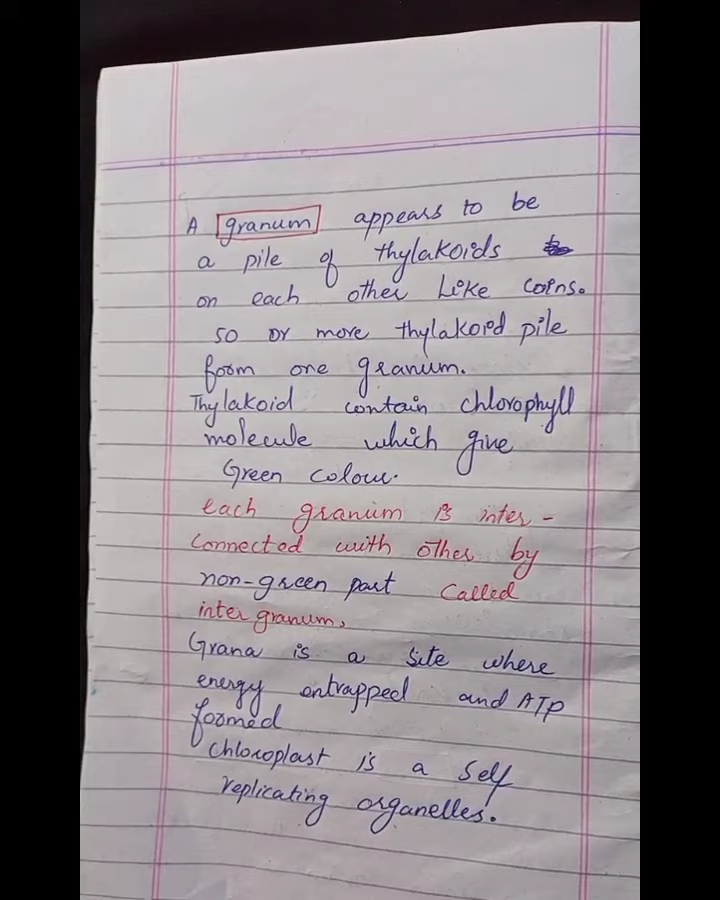 A granum appears to be
a pile of thylakoids
on each other Like coins.
50 or more thylakoid pile
form one granum.
Thylakoid contain chlorophyll
molecule which give
Green colour.
each granum is inter-
connected with other by
non-green part called
inter granum.
Grana is a site where
energy entrapped and ATP
formed
chloroplast is a self
replicating organelles.